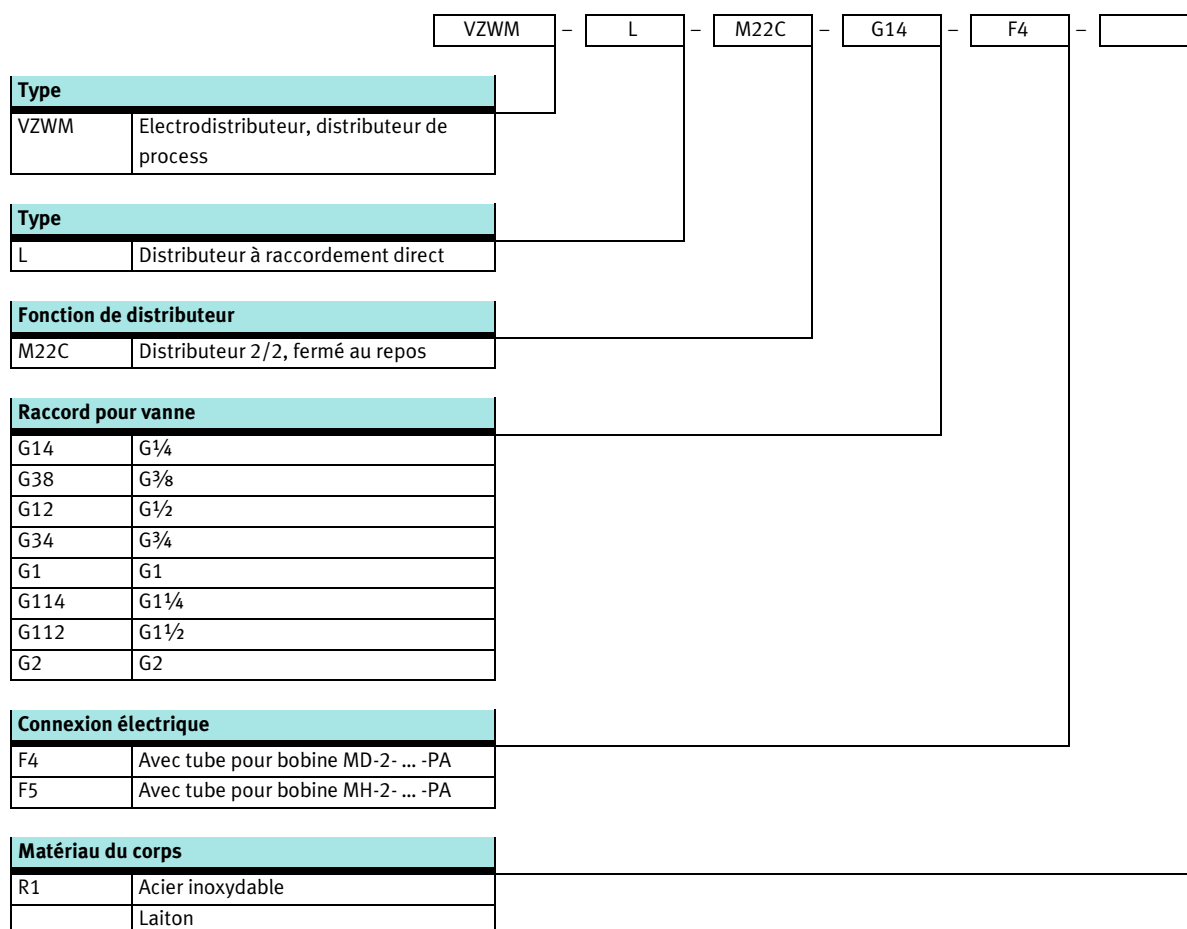 VZWM – L – M22C – G14 – F4 –
Type
VZWM Electrodistributeur, distributeur de
process
Type
L Distributeur à raccordement direct
Fonction de distributeur
M22C Distributeur 2/2, fermé au repos
Raccord pour vanne
G14 G¼
G38 G⅜
G12 G½
G34 G¾
G1 G1
G114 G1¼
G112 G1½
G2 G2
Connexion électrique
F4 Avec tube pour bobine MD-2- ... -PA
F5 Avec tube pour bobine MH-2- ... -PA
Matériau du corps
R1 Acier inoxydable
Laiton